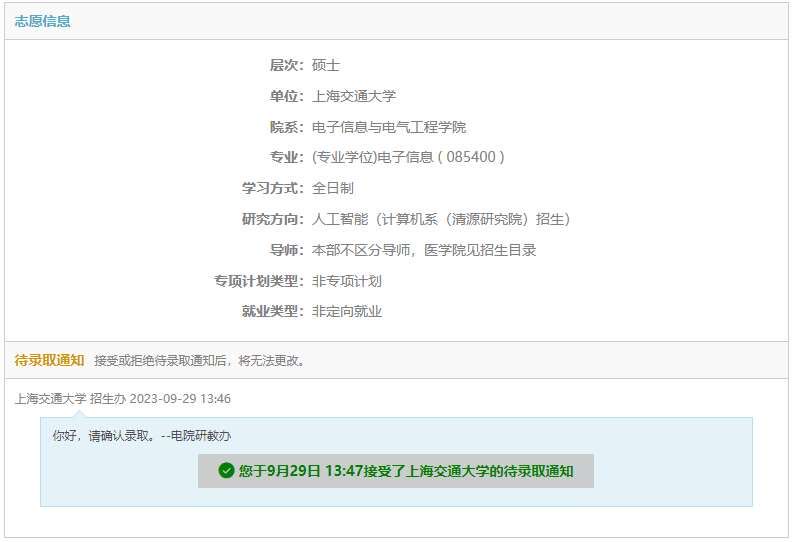 志愿信息
层次：硕士
单位：上海交通大学
院系：电子信息与电气工程学院
专业：(专业学位)电子信息 ( 085400 )
学习方式：全日制
研究方向：人工智能（计算机系（清源研究院）招生）
导师：本部不区分导师，医学院见招生目录
专项计划类型：非专项计划
就业类型：非定向就业
待录取通知 接受或拒绝待录取通知后，将无法更改。
上海交通大学 招生办 2023-09-29 13:46
你好，请确认录取。--电院研教办
您于9月29日 13:47接受了上海交通大学的待录取通知